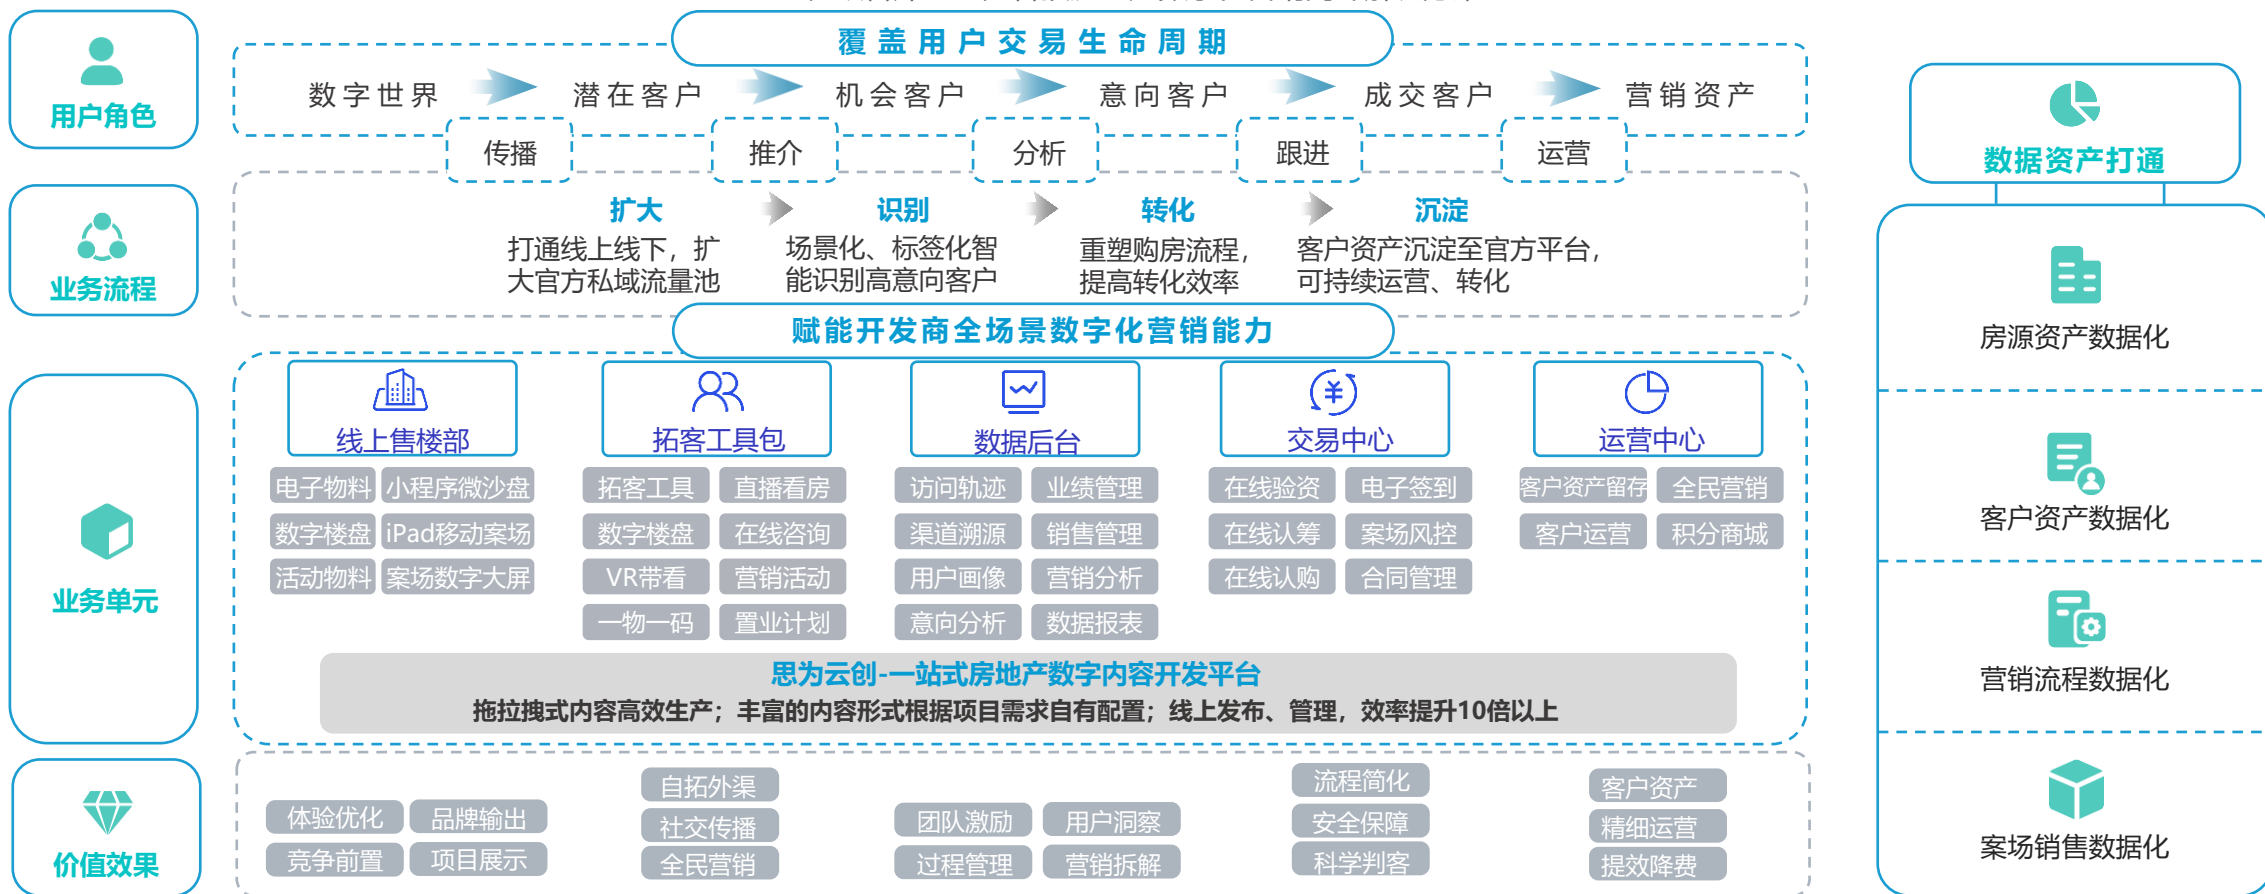 覆盖用户交易生命周期
用户角色
数字世界
潜在客户
机会客户
意向客户
成交客户
营销资产
传播
推介
分析
跟进
运营
业务流程
扩大
识别
转化
沉淀
打通线上线下，扩
大官方私域流量池
场景化、标签化智
能识别高意向客户
重塑购房流程，
提高转化效率
客户资产沉淀至官方平台，
可持续运营、转化
赋能开发商全场景数字化营销能力
业务单元
线上售楼部
拓客工具包
数据后台
交易中心
运营中心
电子物料 小程序微沙盘
数字楼盘 iPad移动案场
活动物料 案场数字大屏
拓客工具 直播看房
数字楼盘 在线咨询
VR带看 营销活动
一物一码 置业计划
访问轨迹 业绩管理
渠道溯源 销售管理
用户画像 营销分析
意向分析 数据报表
在线验资 电子签到
在线认筹 案场风控
在线认购 合同管理
客户资产留存 全民营销
客户运营 积分商城
思为云创-一站式房地产数字内容开发平台
拖拉拽式内容高效生产；丰富的内容形式根据项目需求自有配置；线上发布、管理，效率提升10倍以上
价值效果
体验优化 品牌输出
竞争前置 项目展示
自拓外渠
社交传播
全民营销
团队激励 用户洞察
过程管理 营销拆解
流程简化
安全保障
科学判客
客户资产
精细运营
提效降费
数据资产打通
房源资产数据化
客户资产数据化
营销流程数据化
案场销售数据化